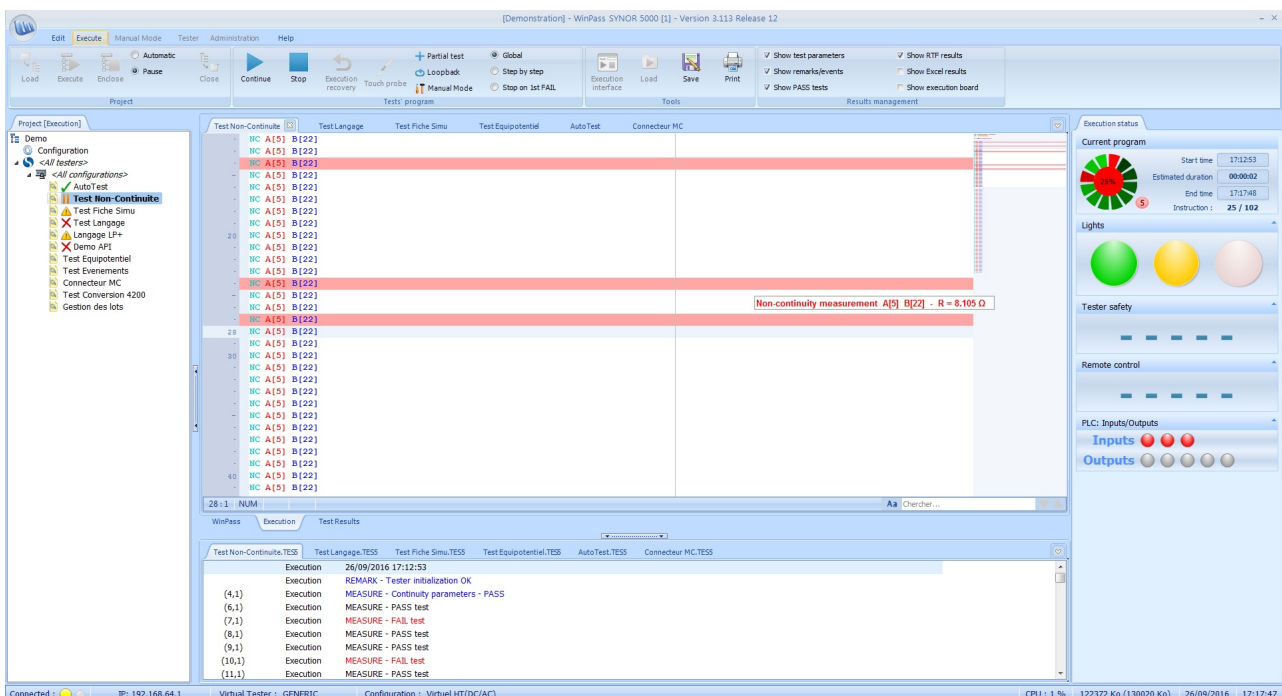 [Demonstration] - WinPass SYNOR 5000 [1] - Version 3.113 Release 12
Edit Execute Manual Mode Tester Administration Help
Load Execute Enclose Automatic Pause Close
Project
Continue Stop Execution recovery Touch probe
+ Partial test
Loopback
Manual Mode
Global
Step by step
Stop on 1st FAIL
Tests' program
Execution interface Load Save Print
Tools
Show test parameters
Show remarks/events
Show PASS tests
Show RTF results
Show Excel results
Show execution board
Results management
Project [Execution]
Demo
Configuration
<All testers>
<All configurations>
AutoTest
Test Non-Continuite
Test Fiche Simu
Test Langage
Langage LP+
Demo API
Test Equipotentiel
Test Evenements
Connecteur MC
Test Conversion 4200
Gestion des lots
Test Non-Continuite Test Langage Test Fiche Simu Test Equipotentiel AutoTest Connecteur MC
- NC A[5] B[22]
- NC A[5] B[22]
- NC A[5] B[22]
- NC A[5] B[22]
- NC A[5] B[22]
- NC A[5] B[22]
- NC A[5] B[22]
- NC A[5] B[22]
20 NC A[5] B[22]
- NC A[5] B[22]
- NC A[5] B[22]
- NC A[5] B[22]
- NC A[5] B[22]
- NC A[5] B[22]
- NC A[5] B[22]
- NC A[5] B[22]
28 NC A[5] B[22]
- NC A[5] B[22]
30 NC A[5] B[22]
- NC A[5] B[22]
- NC A[5] B[22]
- NC A[5] B[22]
- NC A[5] B[22]
- NC A[5] B[22]
- NC A[5] B[22]
- NC A[5] B[22]
- NC A[5] B[22]
- NC A[5] B[22]
40 NC A[5] B[22]
- NC A[5] B[22]
Non-continuity measurement A[5] B[22] - R = 8.105 Ω
28 : 1 NUM
Aa Chercher...
WinPass Execution Test Results
Test Non-Continuite.TESS Test Langage.TESS Test Fiche Simu.TESS Test Equipotentiel.TESS AutoTest.TESS Connecteur MC.TESS
Execution 26/09/2016 17:12:53
Execution REMARK - Tester initialization OK
(4,1) Execution MEASURE - Continuity parameters - PASS
(6,1) Execution MEASURE - PASS test
(7,1) Execution MEASURE - FAIL test
(8,1) Execution MEASURE - PASS test
(9,1) Execution MEASURE - PASS test
(10,1) Execution MEASURE - FAIL test
(11,1) Execution MEASURE - PASS test
Execution status
Current program
25%
5
Start time 17:12:53
Estimated duration 00:00:02
End time 17:17:48
Instruction : 25 / 102
Lights
Tester safety
- - - - -
Remote control
- - - - -
PLC: Inputs/Outputs
Inputs
Outputs
Connected : IP: 192.168.64.1 Virtual Tester : GENERIC Configuration : Virtuel HT(DC/AC) CPU : 1 % 122372 Ko (130020 Ko) 26/09/2016 17:17:47